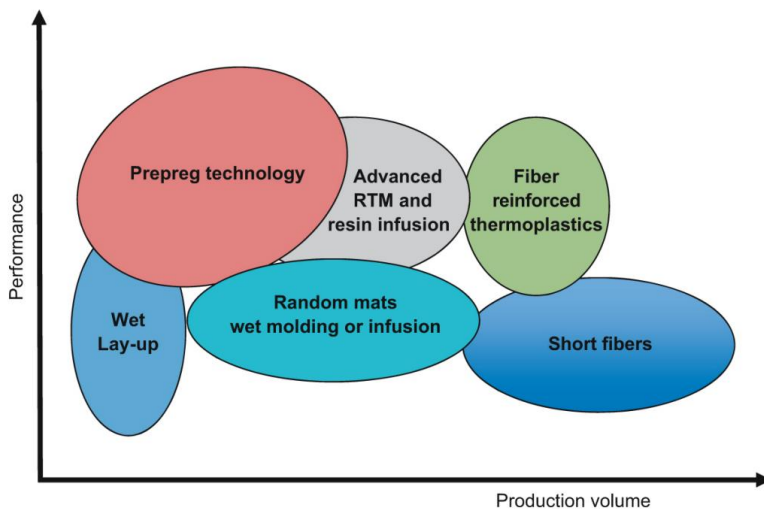 Performance
Prepreg technology
Advanced
RTM and
resin infusion
Fiber
reinforced
thermoplastics
Wet
Lay-up
Random mats
wet molding or infusion
Short fibers
Production volume